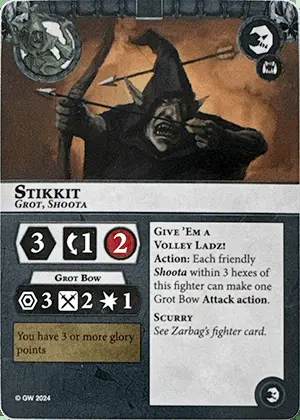 STIKKIT
GROT, SHOOTA
3 1 2
GROT BOW
3 2 1
You have 3 or more glory
points
GIVE 'EM A
VOLLEY LADZ!
Action: Each friendly
Shoota within 3 hexes of
this fighter can make one
Grot Bow Attack action.
SCURRY
See Zarbag's fighter card.
© GW 2024